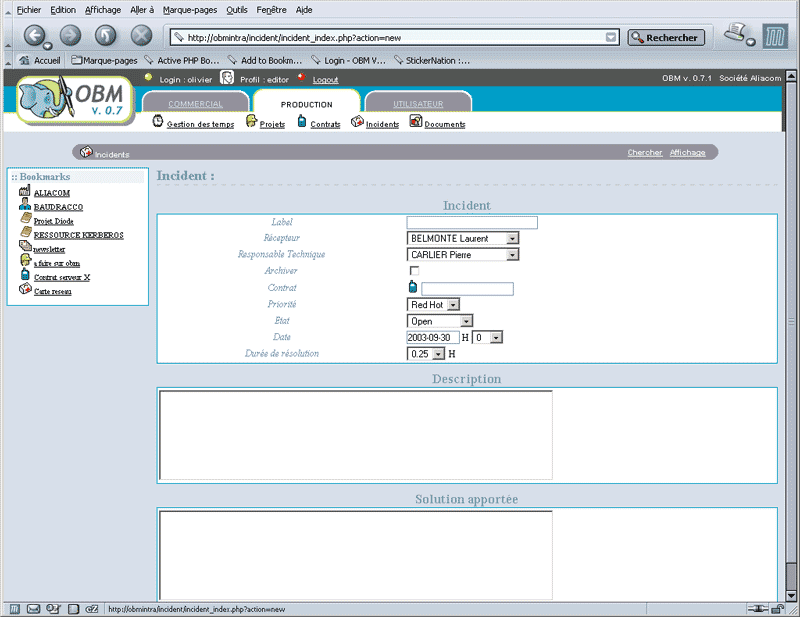 Fichier Edition Affichage Aller à Marque-pages Outils Fenêtre Aide
http://obmintra/incident/incident_index.php?action=new Rechercher
Accueil Marque-pages Active PHP Bo... Add to Bookm... Login - OBM V... StickerNation :...
Login : olivier Profil : editor Logout OBM v. 0.7.1 Société Aliacom
OBM
v. 0.7
COMMERCIAL PRODUCTION UTILISATEUR
Gestion des temps Projets Contrats Incidents Documents
Incidents Chercher Affichage
:: Bookmarks
ALIACOM
BAUDRACCO
Projet Diode
RESSOURCE KERBEROS
newsletter
a faire sur obm
Contrat serveur X
Carte reseau
Incident :
Incident
Label
Récepteur BELMONTE Laurent
Responsable Technique CARLIER Pierre
Archiver
Contrat
Priorité Red Hot
Etat Open
Date 2003-09-30 H 0
Durée de résolution 0.25 H
Description
Solution apportée
http://obmintra/incident/incident_index.php?action=new